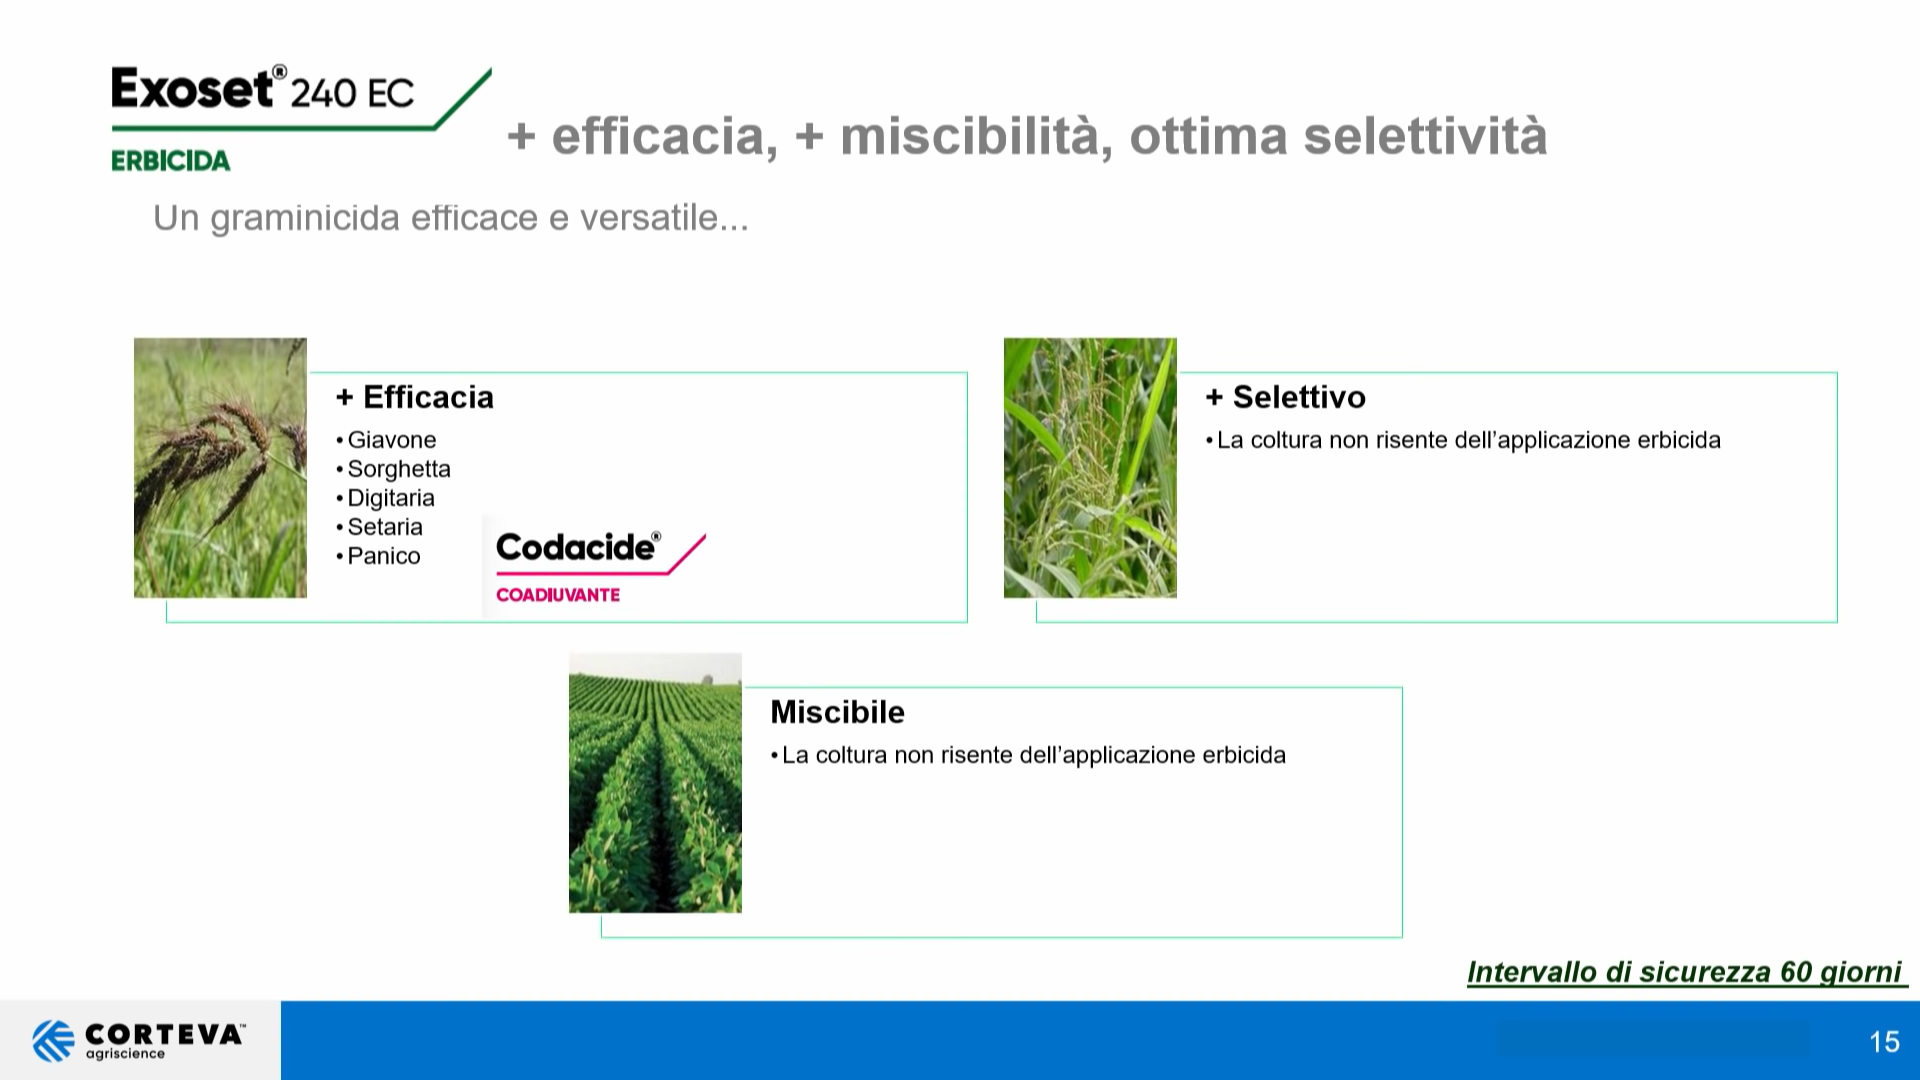 Exoset® 240 EC
ERBICIDA
+ efficacia, + miscibilità, ottima selettività
Un graminicida efficace e versatile...
+ Efficacia
• Giavone
• Sorghetta
• Digitaria
• Setaria
• Panico
Codacide®
COADIUVANTE
+ Selettivo
• La coltura non risente dell’applicazione erbicida
Miscibile
• La coltura non risente dell’applicazione erbicida
Intervallo di sicurezza 60 giorni
CORTEVA™
agriscience
15